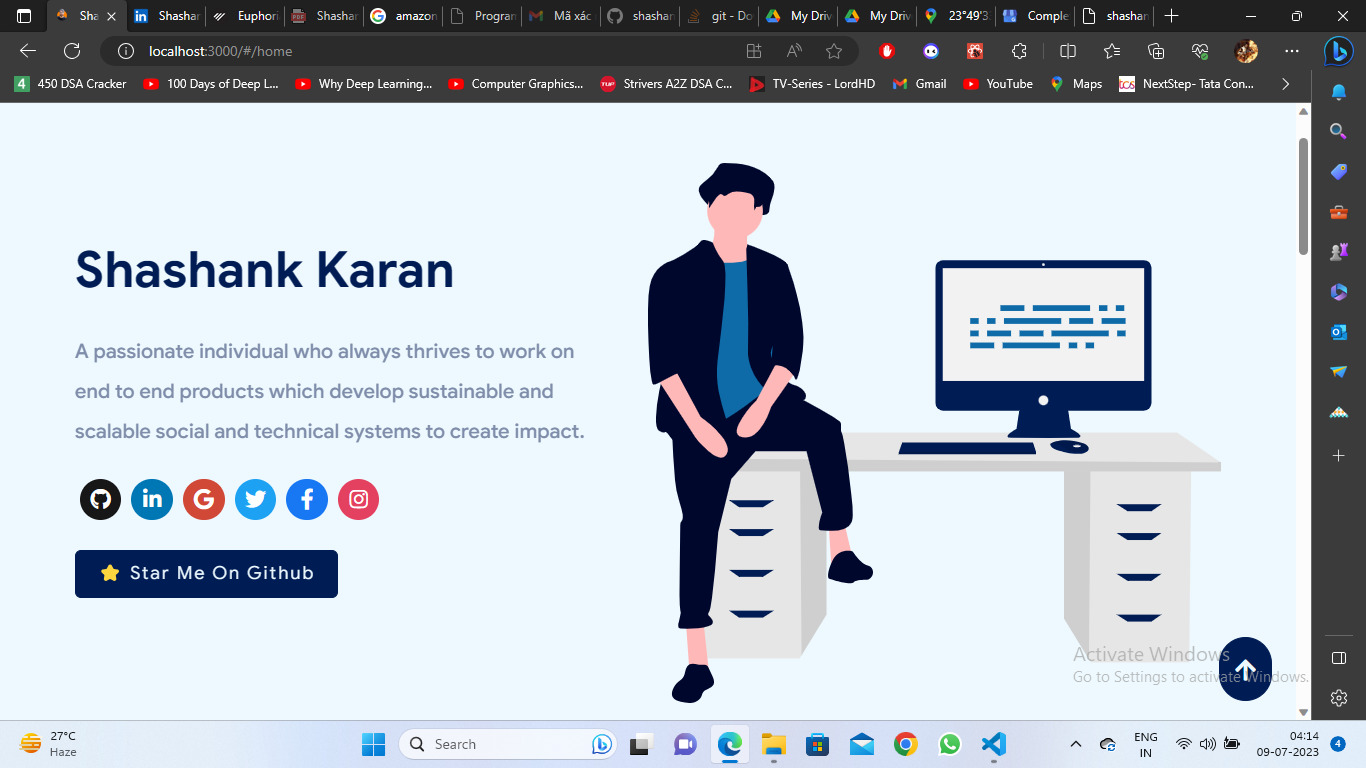 Sha
Shashar
Euphori
Shashar
amazon
Program
Mã xác
shashan
git - Do
My Driv
My Driv
23°49'3
Comple
shashan
localhost:3000/#/home
450 DSA Cracker
100 Days of Deep L...
Why Deep Learning...
Computer Graphics...
Strivers A2Z DSA C...
TV-Series - LordHD
Gmail
YouTube
Maps
NextStep- Tata Con...
Shashank Karan
A passionate individual who always thrives to work on
end to end products which develop sustainable and
scalable social and technical systems to create impact.
Star Me On Github
Activate Windows
Go to Settings to activate Windows.
27°C
Haze
Search
ENG
IN
04:14
09-07-2023
4